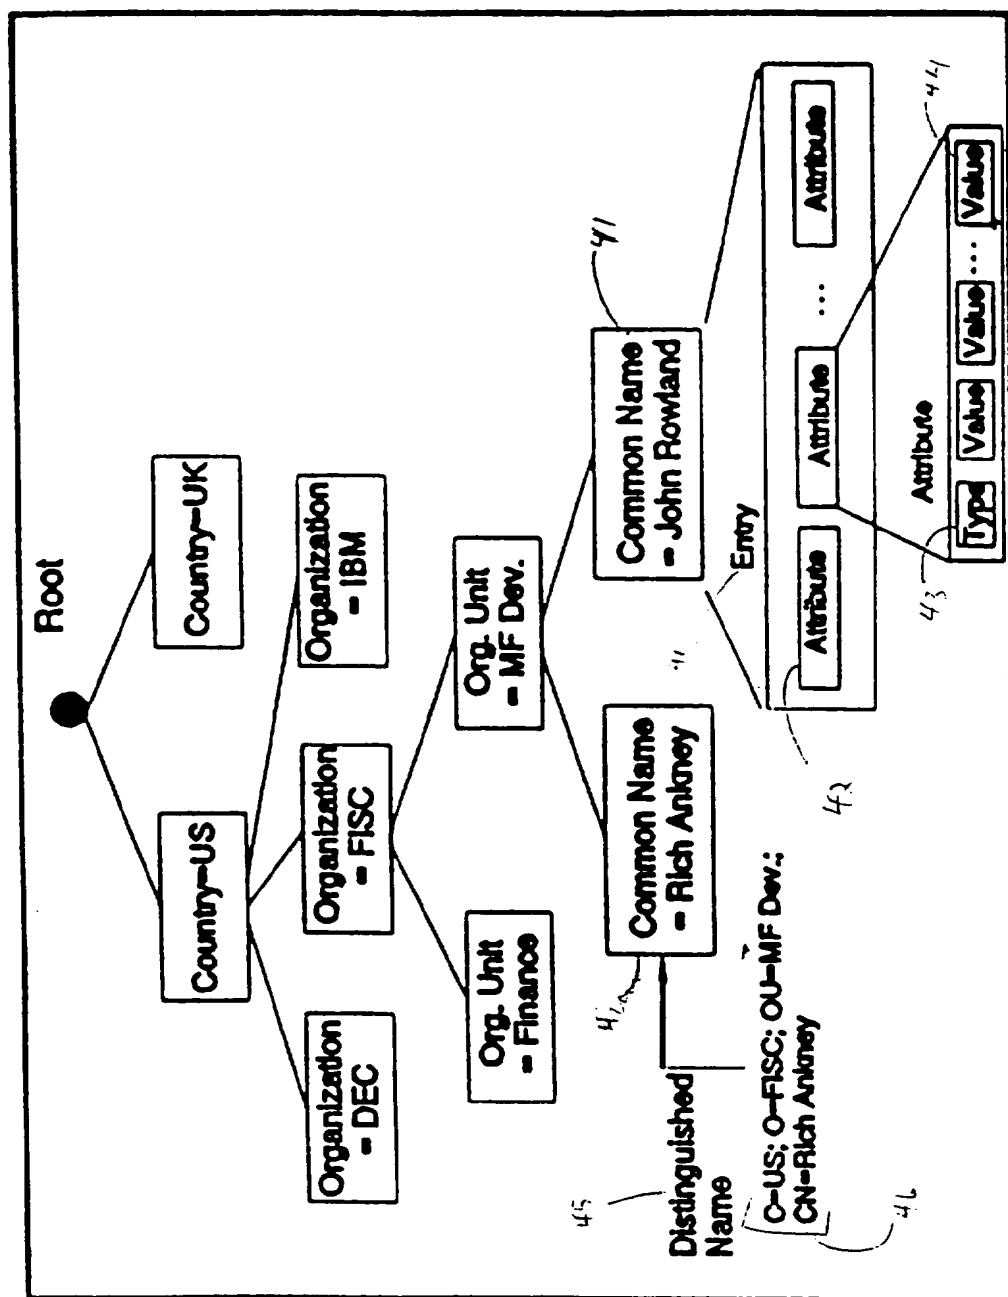 Root
Country=US
Country=UK
Organization
= DEC
Organization
= FISC
Organization
= IBM
Org. Unit
= Finance
Org. Unit
= MF Dev.
45
Distinguished
Name
C=US; O=FISC; OU=MF Dev.;
CN=Rich Ankney
46
Common Name
= Rich Ankney
41
Common Name
= John Rowland
41
Entry
42
Attribute
Attribute
...
Attribute
43
Attribute
44
Type
Value
Value
...
Value